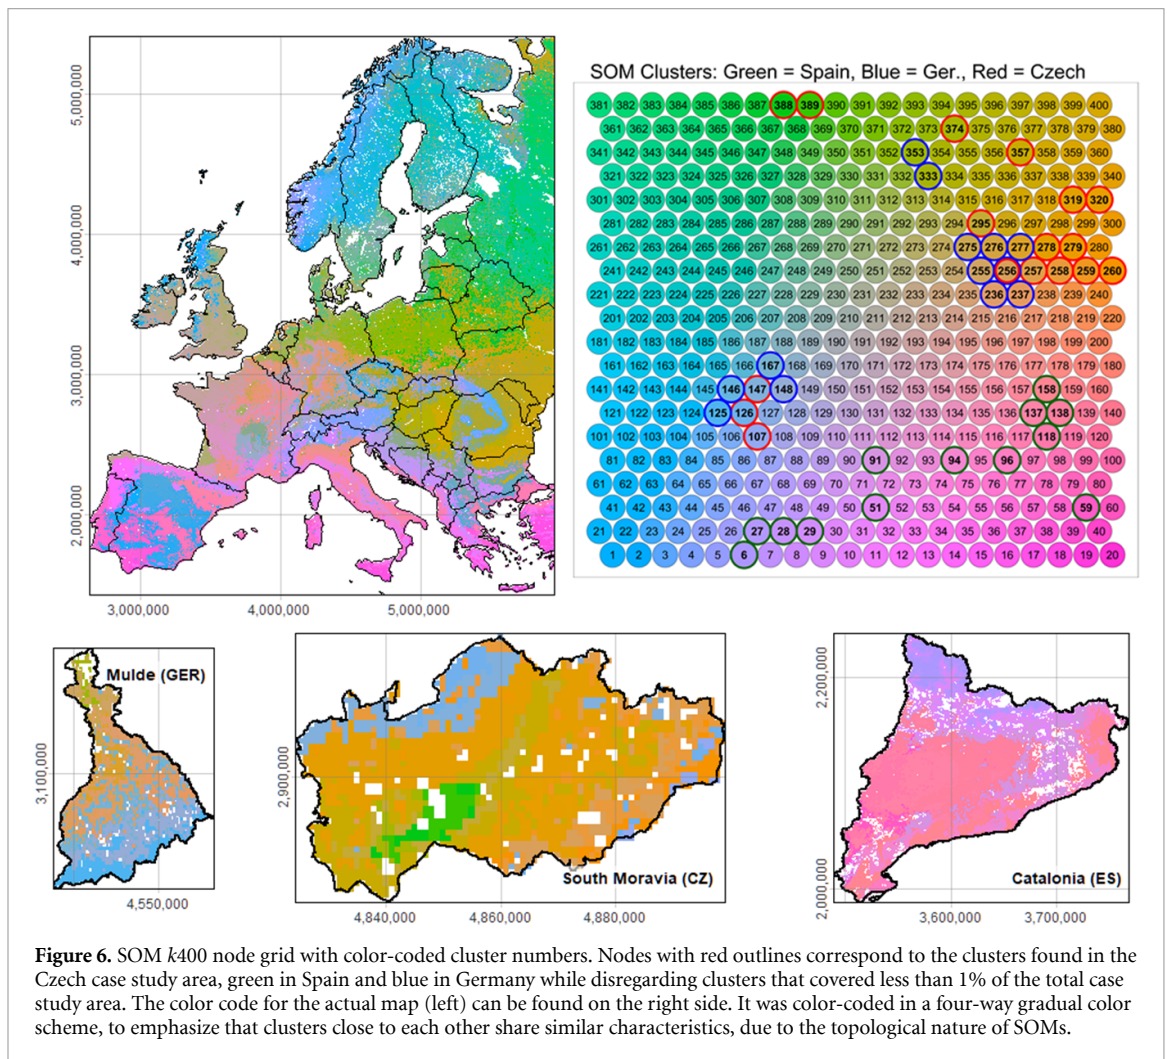 SOM Clusters: Green = Spain, Blue = Ger., Red = Czech
5,000,000
4,000,000
3,000,000
2,000,000
3,000,000 4,000,000 5,000,000
381 382 383 384 385 386 387 388 389 390 391 392 393 394 395 396 397 398 399 400
361 362 363 364 365 366 367 368 369 370 371 372 373 374 375 376 377 378 379 380
341 342 343 344 345 346 347 348 349 350 351 352 353 354 355 356 357 358 359 360
321 322 323 324 325 326 327 328 329 330 331 332 333 334 335 336 337 338 339 340
301 302 303 304 305 306 307 308 309 310 311 312 313 314 315 316 317 318 319 320
281 282 283 284 285 286 287 288 289 290 291 292 293 294 295 296 297 298 299 300
261 262 263 264 265 266 267 268 269 270 271 272 273 274 275 276 277 278 279 280
241 242 243 244 245 246 247 248 249 250 251 252 253 254 255 256 257 258 259 260
221 222 223 224 225 226 227 228 229 230 231 232 233 234 235 236 237 238 239 240
201 202 203 204 205 206 207 208 209 210 211 212 213 214 215 216 217 218 219 220
181 182 183 184 185 186 187 188 189 190 191 192 193 194 195 196 197 198 199 200
161 162 163 164 165 166 167 168 169 170 171 172 173 174 175 176 177 178 179 180
141 142 143 144 145 146 147 148 149 150 151 152 153 154 155 156 157 158 159 160
121 122 123 124 125 126 127 128 129 130 131 132 133 134 135 136 137 138 139 140
101 102 103 104 105 106 107 108 109 110 111 112 113 114 115 116 117 118 119 120
81 82 83 84 85 86 87 88 89 90 91 92 93 94 95 96 97 98 99 100
61 62 63 64 65 66 67 68 69 70 71 72 73 74 75 76 77 78 79 80
41 42 43 44 45 46 47 48 49 50 51 52 53 54 55 56 57 58 59 60
21 22 23 24 25 26 27 28 29 30 31 32 33 34 35 36 37 38 39 40
1 2 3 4 5 6 7 8 9 10 11 12 13 14 15 16 17 18 19 20
Mulde (GER)
3,100,000
4,550,000
2,900,000
South Moravia (CZ)
4,840,000 4,860,000 4,880,000
2,200,000
2,000,000
Catalonia (ES)
3,600,000 3,700,000
Figure 6. SOM k400 node grid with color-coded cluster numbers. Nodes with red outlines correspond to the clusters found in the
Czech case study area, green in Spain and blue in Germany while disregarding clusters that covered less than 1% of the total case
study area. The color code for the actual map (left) can be found on the right side. It was color-coded in a four-way gradual color
scheme, to emphasize that clusters close to each other share similar characteristics, due to the topological nature of SOMs.